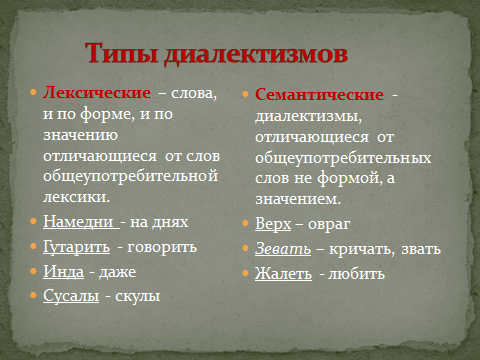 Типы диалектизмов
Лексические – слова,
и по форме, и по
значению
отличающиеся от слов
общеупотребительной
лексики.
Намедни - на днях
Гутарить - говорить
Инда - даже
Сусалы - скулы
Семантические -
диалектизмы,
отличающиеся от
общеупотребительных
слов не формой, а
значением.
Верх – овраг
Зевать – кричать, звать
Жалеть - любить